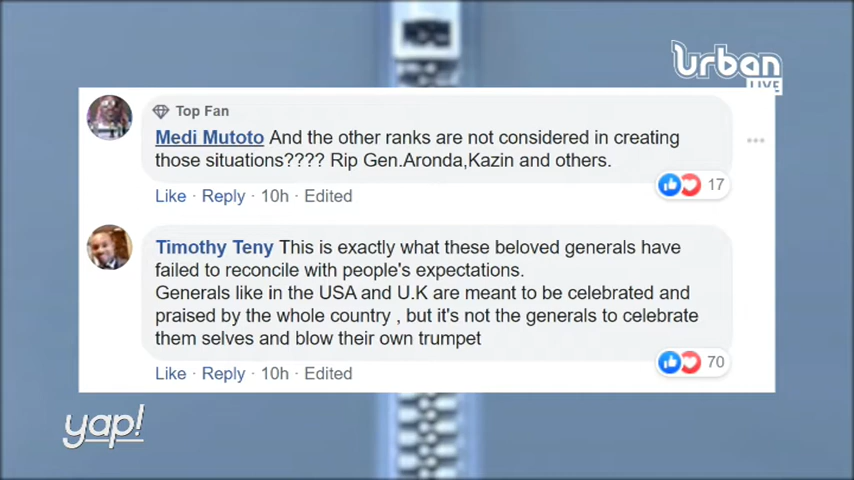 urban
LIVE
Top Fan
Medi Mutoto And the other ranks are not considered in creating
those situations???? Rip Gen.Aronda,Kazin and others.
17
Like · Reply · 10h · Edited
Timothy Teny This is exactly what these beloved generals have
failed to reconcile with people's expectations.
Generals like in the USA and U.K are meant to be celebrated and
praised by the whole country , but it's not the generals to celebrate
them selves and blow their own trumpet
70
Like · Reply · 10h · Edited
yap!